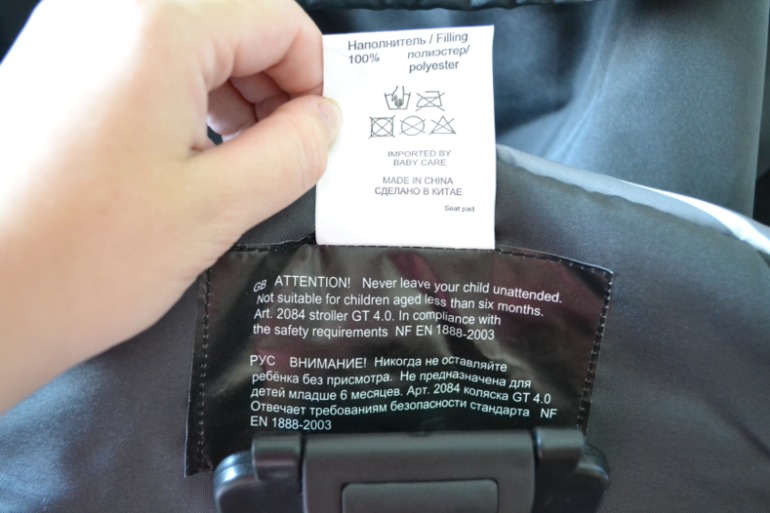 Наполнитель / Filling
100% полиэстер/
polyester
IMPORTED BY
BABY CARE
MADE IN CHINA
СДЕЛАНО В КИТАЕ
Seat pad
GB ATTENTION! Never leave your child unattended.
Not suitable for children aged less than six months.
Art. 2084 stroller GT 4.0. In compliance with
the safety requirements NF EN 1888-2003
РУС ВНИМАНИЕ! Никогда не оставляйте
ребёнка без присмотра. Не предназначена для
детей младше 6 месяцев. Арт. 2084 коляска GT 4.0
Отвечает требованиям безопасности стандарта NF
EN 1888-2003